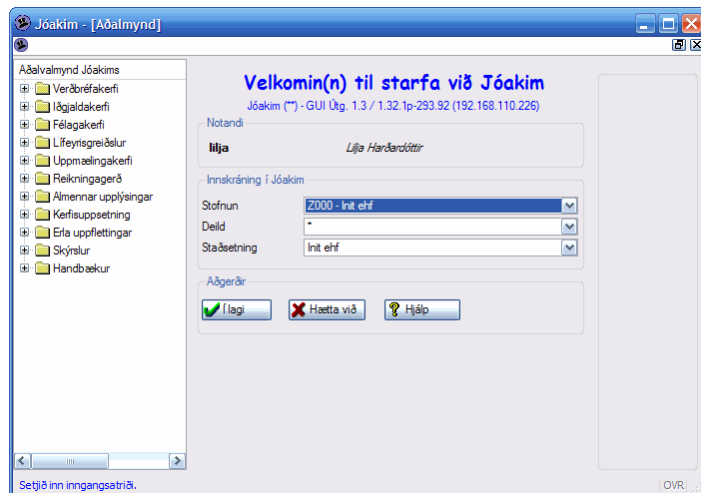 Jóakim - [Aðalmynd]
Aðalvalmynd Jóakims
Verðbréfakerfi
Iðgjaldakerfi
Félagakerfi
Lífeyrisgreiðslur
Uppmælingakerfi
Reikningagerð
Almennar upplýsingar
Kerfisuppsetning
Erla uppflettingar
Skýrslur
Handbækur
Velkomin(n) til starfa við Jóakim
Jóakim (**) - GUI Útg. 1.3 / 1.32.1p-293.92 (192.168.110.226)
Notandi
lilja Lilja Harðardóttir
Innskráning í Jóakim
Stofnun Z000 - Init ehf
Deild *
Staðsetning Init ehf
Aðgerðir
Í lagi Hætta við Hjálp
Setjið inn inngangsatriði. OVR